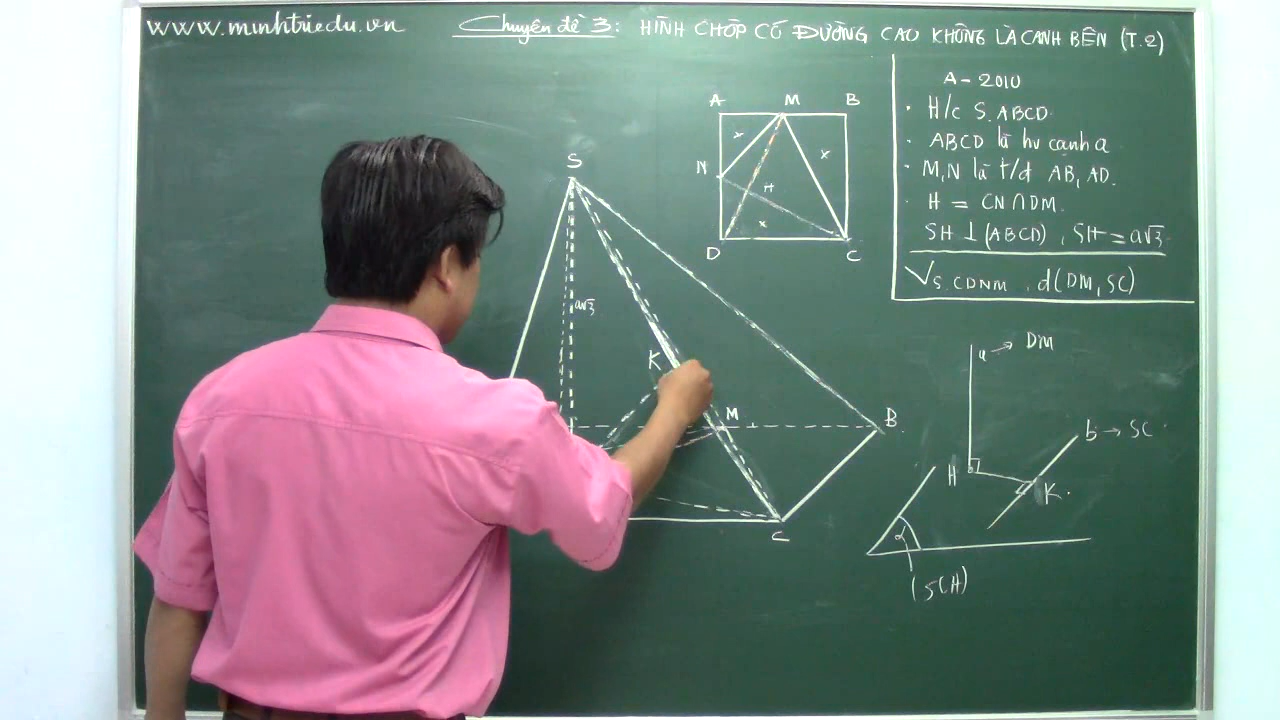 www.minhtriedu.vn
Chuyên đề 3: HÌNH CHÓP CÓ ĐƯỜNG CAO KHÔNG LÀ CẠNH BÊN (T.2)
A - 2010
• H/c S.ABCD
• ABCD là hv cạnh a
• M,N là t/đ AB, AD.
• H = CN ∩ DM.
SH ⊥ (ABCD), SH = a√3
V S.CDNM, d(DM, SC)
A M B
x x
N
H
x
D C
S
a√3
K
M
B
C
a → DM
b → SC
H
K
α
(SCH)